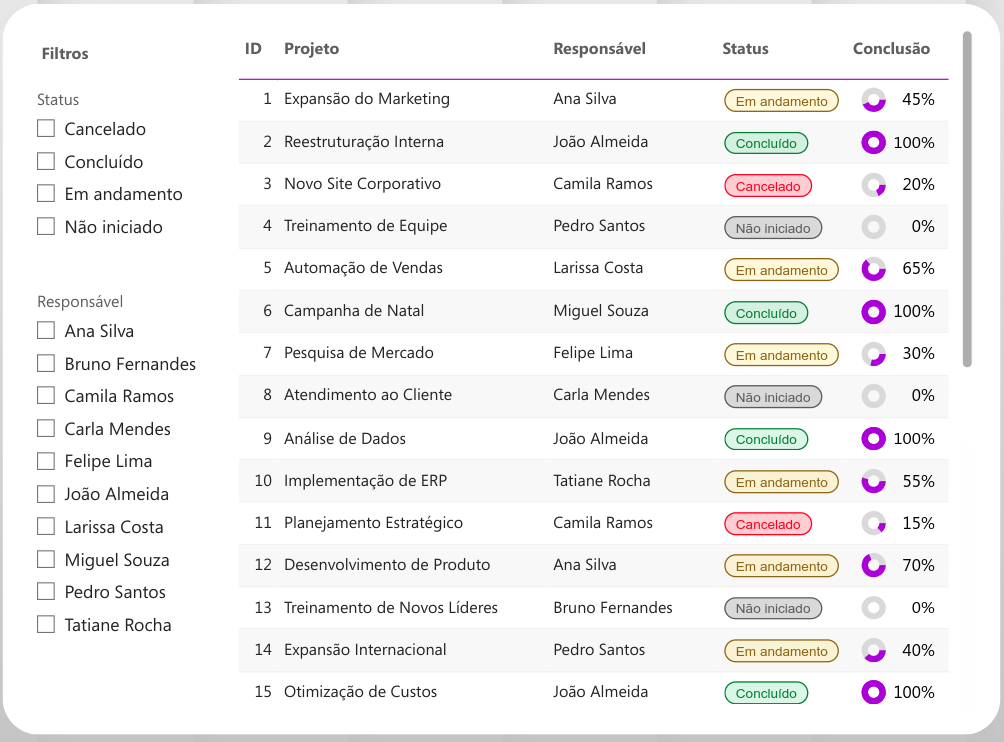 Filtros
Status
Cancelado
Concluído
Em andamento
Não iniciado
Responsável
Ana Silva
Bruno Fernandes
Camila Ramos
Carla Mendes
Felipe Lima
João Almeida
Larissa Costa
Miguel Souza
Pedro Santos
Tatiane Rocha
ID Projeto Responsável Status Conclusão
1 Expansão do Marketing Ana Silva Em andamento 45%
2 Reestruturação Interna João Almeida Concluído 100%
3 Novo Site Corporativo Camila Ramos Cancelado 20%
4 Treinamento de Equipe Pedro Santos Não iniciado 0%
5 Automação de Vendas Larissa Costa Em andamento 65%
6 Campanha de Natal Miguel Souza Concluído 100%
7 Pesquisa de Mercado Felipe Lima Em andamento 30%
8 Atendimento ao Cliente Carla Mendes Não iniciado 0%
9 Análise de Dados João Almeida Concluído 100%
10 Implementação de ERP Tatiane Rocha Em andamento 55%
11 Planejamento Estratégico Camila Ramos Cancelado 15%
12 Desenvolvimento de Produto Ana Silva Em andamento 70%
13 Treinamento de Novos Líderes Bruno Fernandes Não iniciado 0%
14 Expansão Internacional Pedro Santos Em andamento 40%
15 Otimização de Custos João Almeida Concluído 100%